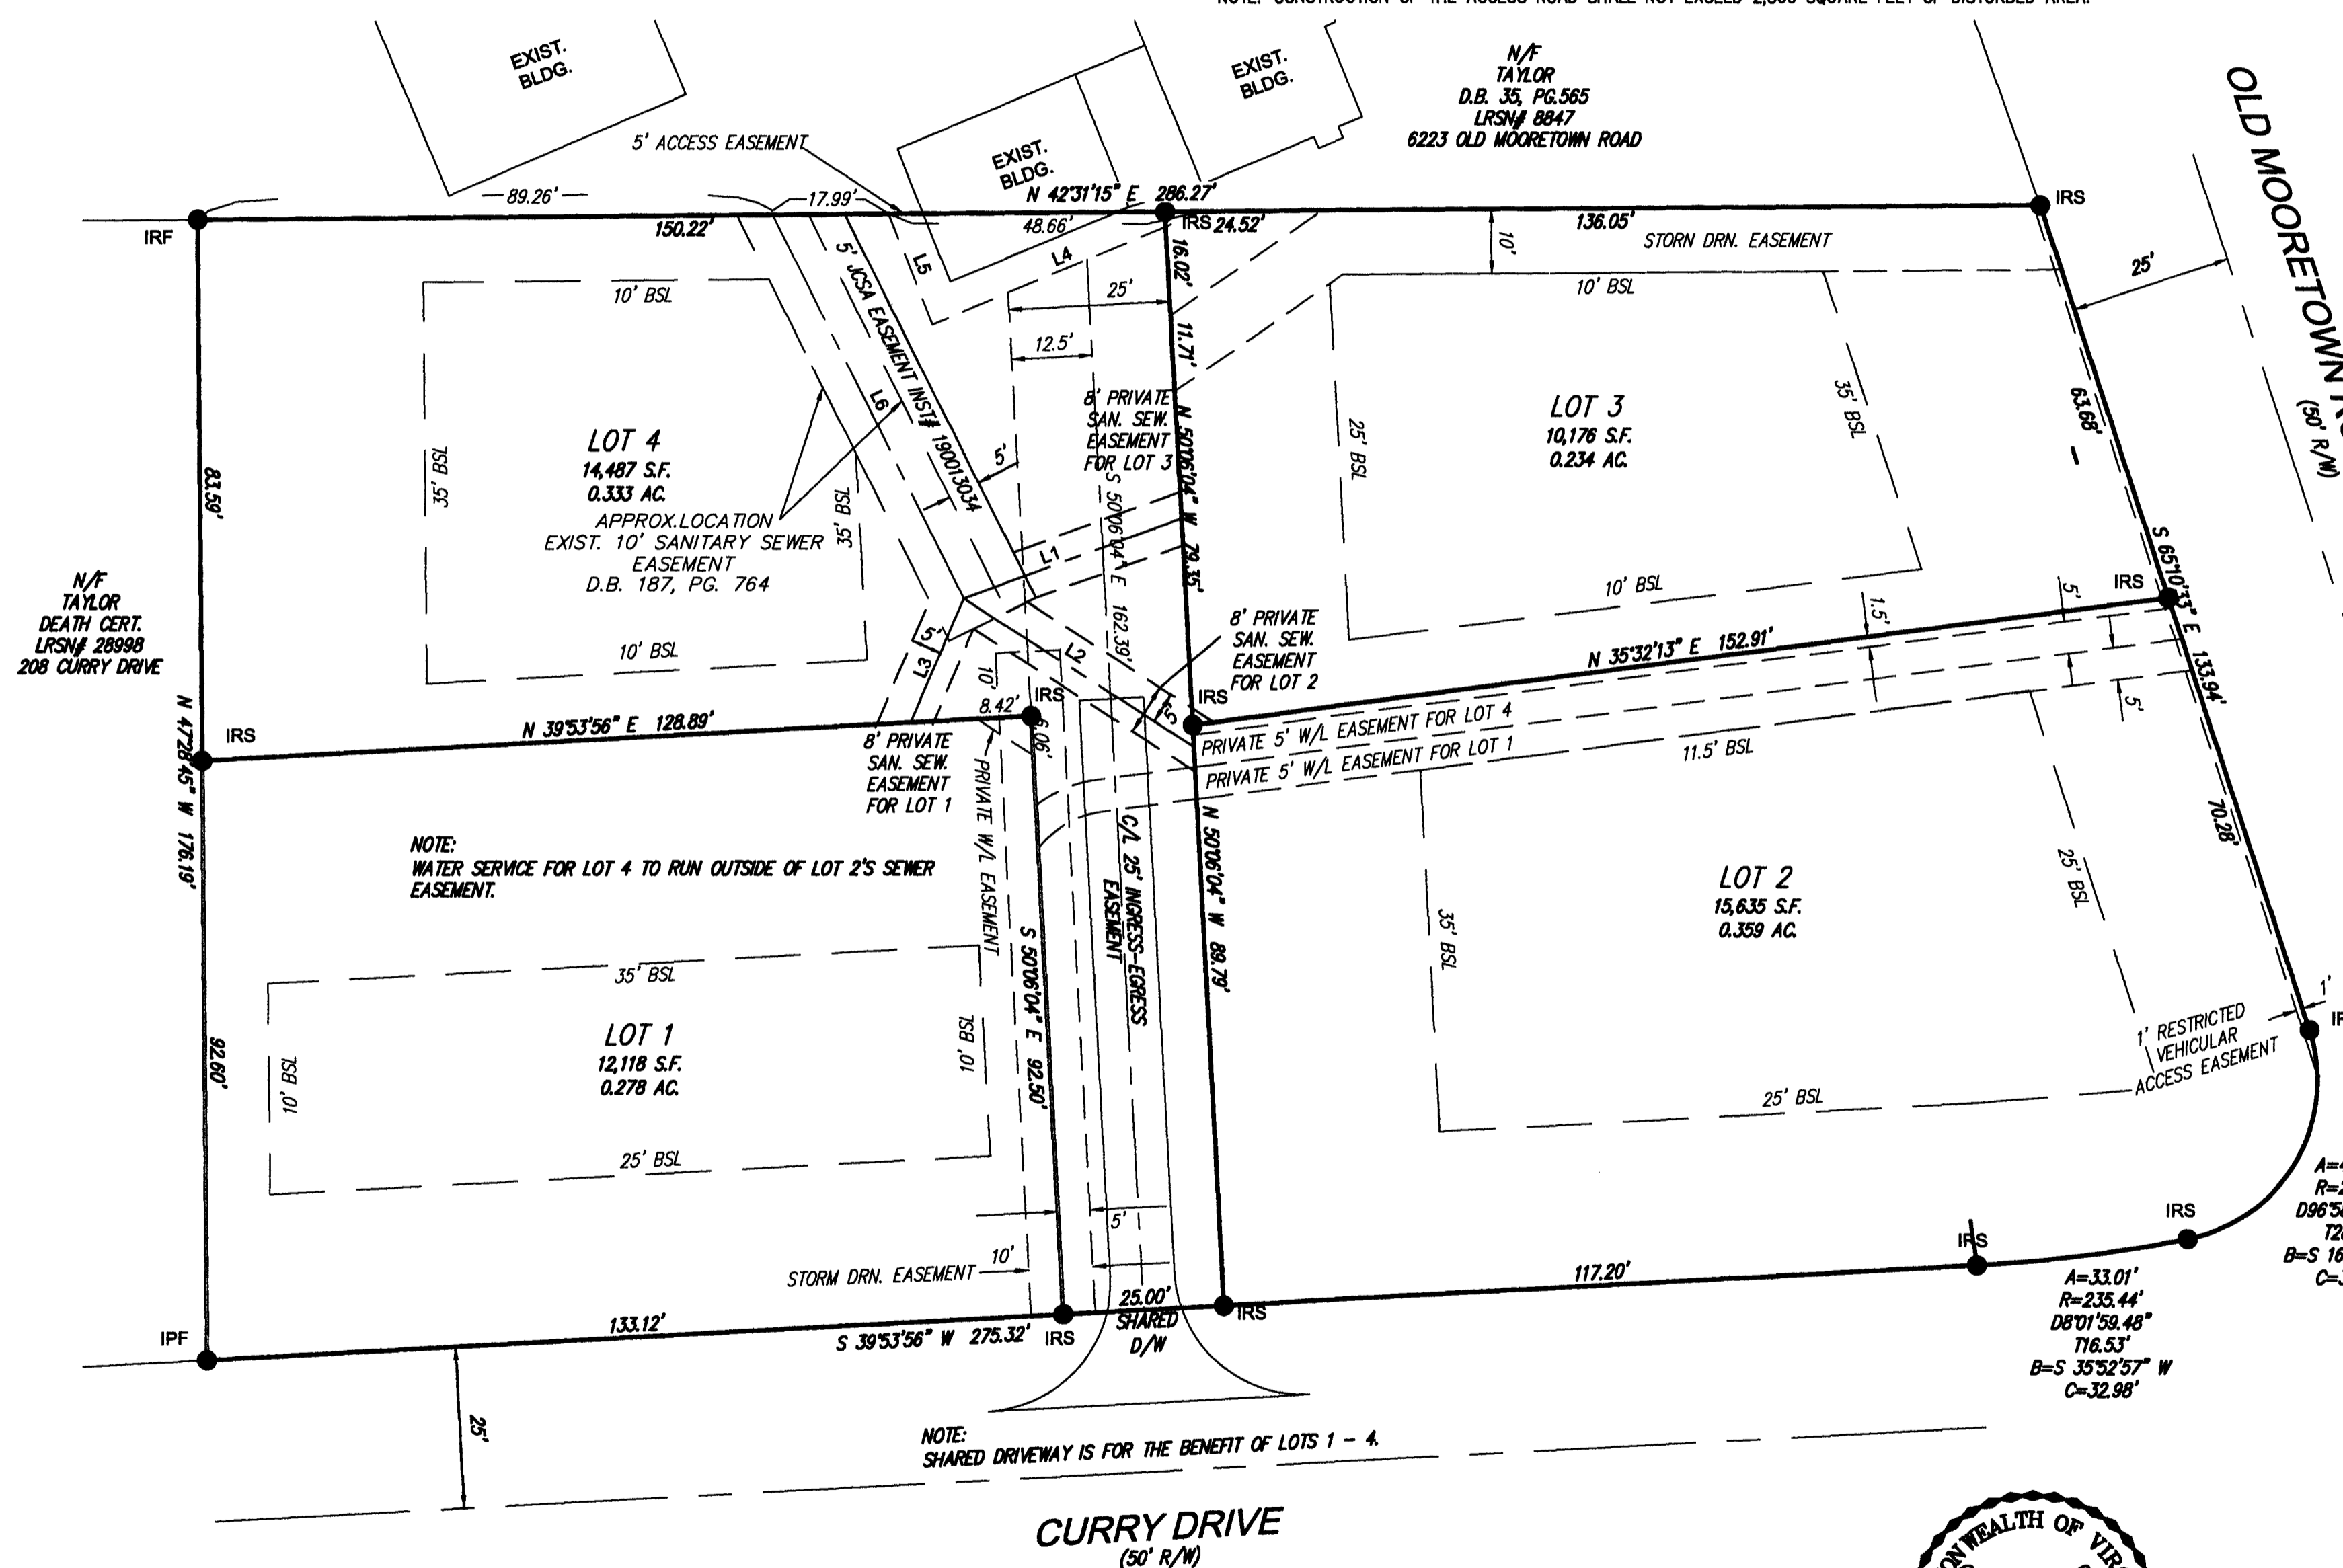 EXIST.
BLDG.
EXIST.
BLDG.
EXIST.
BLDG.
5' ACCESS EASEMENT
N/F
TAYLOR
D.B. 35, PG.565
LRSN# 8847
6223 OLD MOORETOWN ROAD
OLD MOORETOWN
(50' R/W)
25'
89.26'
17.99'
N 42°31'15" E 286.27'
IRF
150.22'
48.66'
IRS
24.52'
136.05'
IRS
10'
STORN DRN. EASEMENT
10' BSL
10' BSL
L5
L4
16.02'
25'
12.5'
11.71'
5' JCSA EASEMENT INST# 190013034
L6
5'
8' PRIVATE
SAN. SEW.
EASEMENT
FOR LOT 3
N 50°06'04" W 79.35'
S 50°06'04" E 162.39'
LOT 4
14,487 S.F.
0.333 AC.
35' BSL
35' BSL
APPROX.LOCATION
EXIST. 10' SANITARY SEWER
EASEMENT
D.B. 187, PG. 764
10' BSL
83.59'
LOT 3
10,176 S.F.
0.234 AC.
25' BSL
35' BSL
10' BSL
63.68'
S 65°10'33" E 133.94'
IRS
N/F
TAYLOR
DEATH CERT.
LRSN# 28998
208 CURRY DRIVE
N 47°28'45" W 176.19'
IRS
N 39°53'56" E 128.89'
L1
L2
L3
5'
10'
8.42'
IRS
6.06'
5'
8' PRIVATE
SAN. SEW.
EASEMENT
FOR LOT 2
IRS
N 35°32'13" E 152.91'
1.5'
5'
5'
PRIVATE 5' W/L EASEMENT FOR LOT 4
PRIVATE 5' W/L EASEMENT FOR LOT 1
11.5' BSL
8' PRIVATE
SAN. SEW.
EASEMENT
FOR LOT 1
PRIVATE W/L EASEMENT
NOTE:
WATER SERVICE FOR LOT 4 TO RUN OUTSIDE OF LOT 2'S SEWER
EASEMENT.
C/L 25' INGRESS-EGRESS
EASEMENT
N 50°06'04" W 89.79'
S 50°06'04" E 92.50'
70.28'
25' BSL
LOT 2
15,635 S.F.
0.359 AC.
35' BSL
25' BSL
1' RESTRICTED
VEHICULAR
ACCESS EASEMENT
1'
35' BSL
LOT 1
12,118 S.F.
0.278 AC.
10' BSL
10' BSL
25' BSL
92.60'
5'
10'
STORM DRN. EASEMENT
IPF
133.12'
S 39°53'56" W 275.32'
IRS
25.00'
SHARED
D/W
IRS
117.20'
IRS
IRS
A=33.01'
R=235.44'
D8°01'59.48"
T16.53'
B=S 35°52'57" W
C=32.98'
25'
NOTE:
SHARED DRIVEWAY IS FOR THE BENEFIT OF LOTS 1 - 4.
CURRY DRIVE
(50' R/W)
WEALTH OF